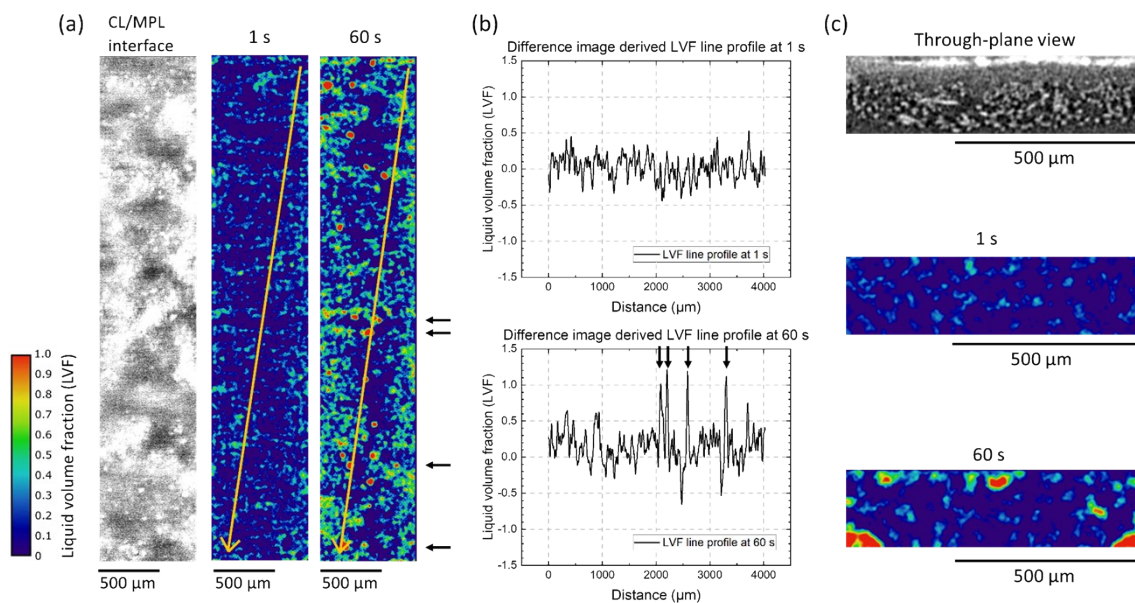 (a)
CL/MPL
interface
1 s
60 s
1.0
0.9
0.8
0.7
0.6
0.5
0.4
0.3
0.2
0.1
0
Liquid volume fraction (LVF)
500 µm
500 µm
500 µm
(b)
Difference image derived LVF line profile at 1 s
1.5
1.0
0.5
0.0
-0.5
-1.0
-1.5
Liquid volume fraction (LVF)
LVF line profile at 1 s
0 1000 2000 3000 4000
Distance (µm)
Difference image derived LVF line profile at 60 s
1.5
1.0
0.5
0.0
-0.5
-1.0
-1.5
Liquid volume fraction (LVF)
LVF line profile at 60 s
0 1000 2000 3000 4000
Distance (µm)
(c)
Through-plane view
500 µm
1 s
500 µm
60 s
500 µm